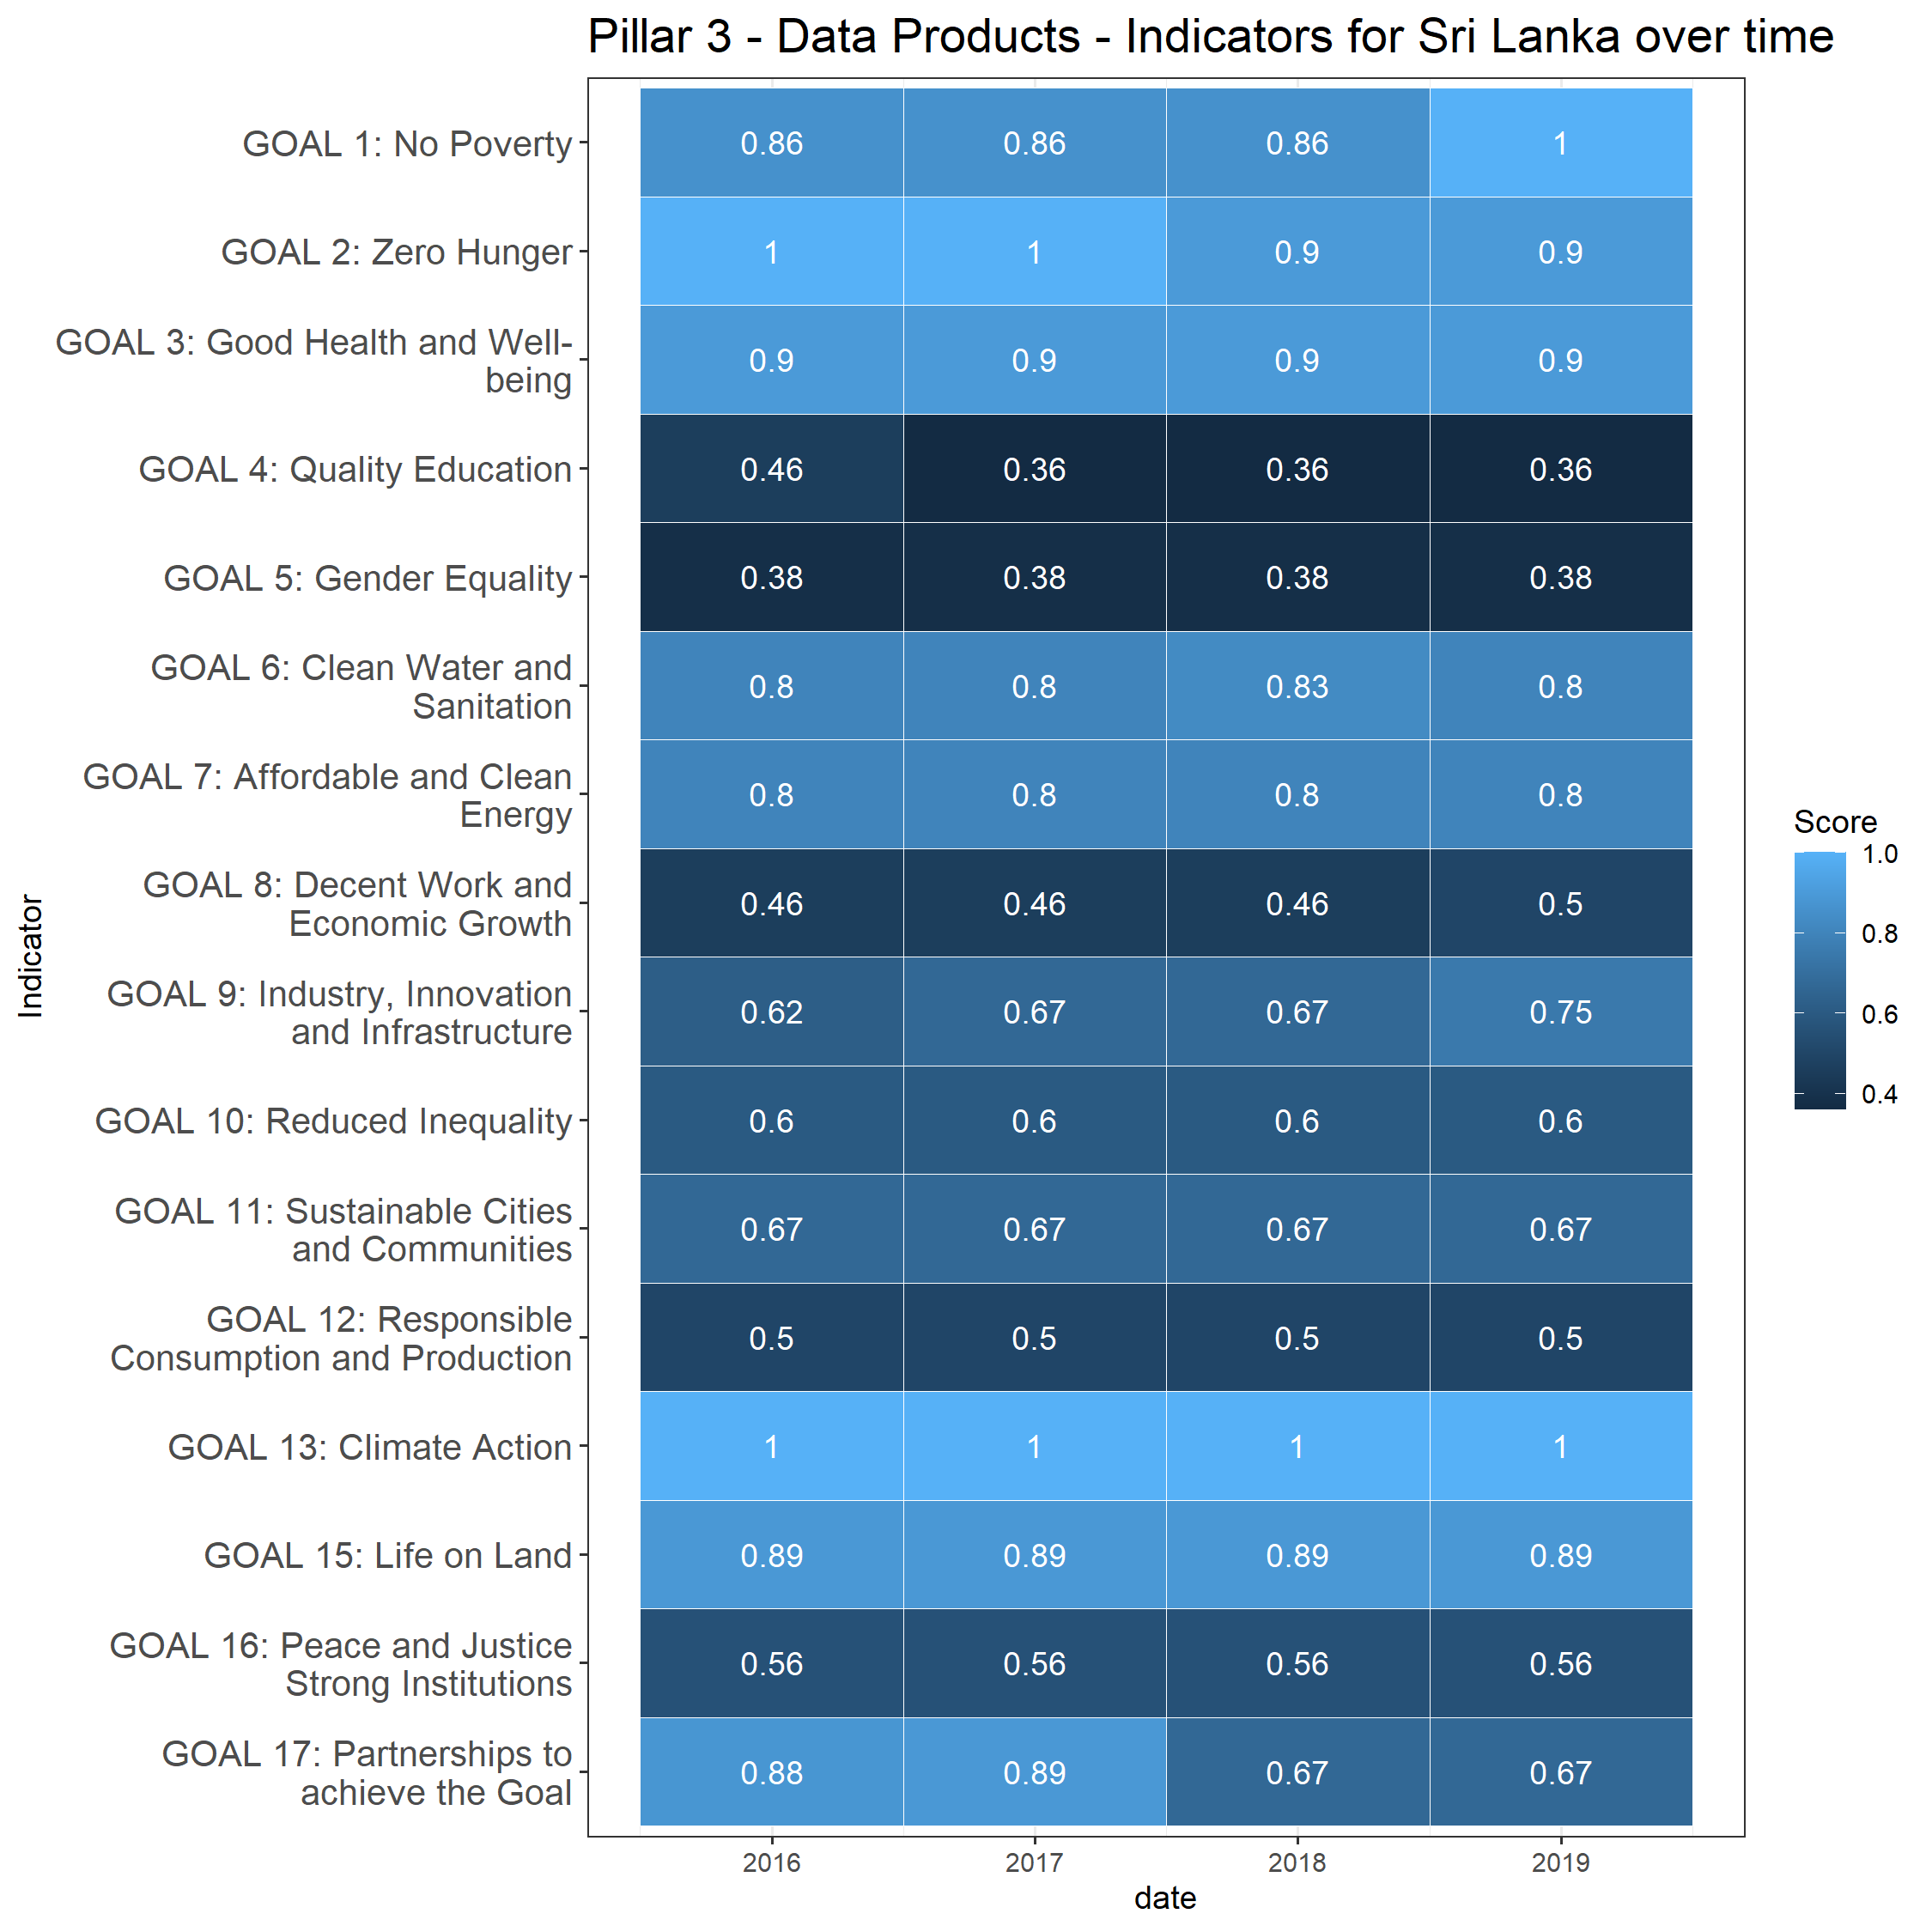 Pillar 3 - Data Products - Indicators for Sri Lanka over time
GOAL 1: No Poverty
0.86 0.86 0.86 1
GOAL 2: Zero Hunger
1 1 0.9 0.9
GOAL 3: Good Health and Well-
being
0.9 0.9 0.9 0.9
GOAL 4: Quality Education
0.46 0.36 0.36 0.36
GOAL 5: Gender Equality
0.38 0.38 0.38 0.38
GOAL 6: Clean Water and
Sanitation
0.8 0.8 0.83 0.8
GOAL 7: Affordable and Clean
Energy
0.8 0.8 0.8 0.8
GOAL 8: Decent Work and
Economic Growth
0.46 0.46 0.46 0.5
GOAL 9: Industry, Innovation
and Infrastructure
0.62 0.67 0.67 0.75
GOAL 10: Reduced Inequality
0.6 0.6 0.6 0.6
GOAL 11: Sustainable Cities
and Communities
0.67 0.67 0.67 0.67
GOAL 12: Responsible
Consumption and Production
0.5 0.5 0.5 0.5
GOAL 13: Climate Action
1 1 1 1
GOAL 15: Life on Land
0.89 0.89 0.89 0.89
GOAL 16: Peace and Justice
Strong Institutions
0.56 0.56 0.56 0.56
GOAL 17: Partnerships to
achieve the Goal
0.88 0.89 0.67 0.67
2016 2017 2018 2019
date
Indicator
Score
1.0
0.8
0.6
0.4